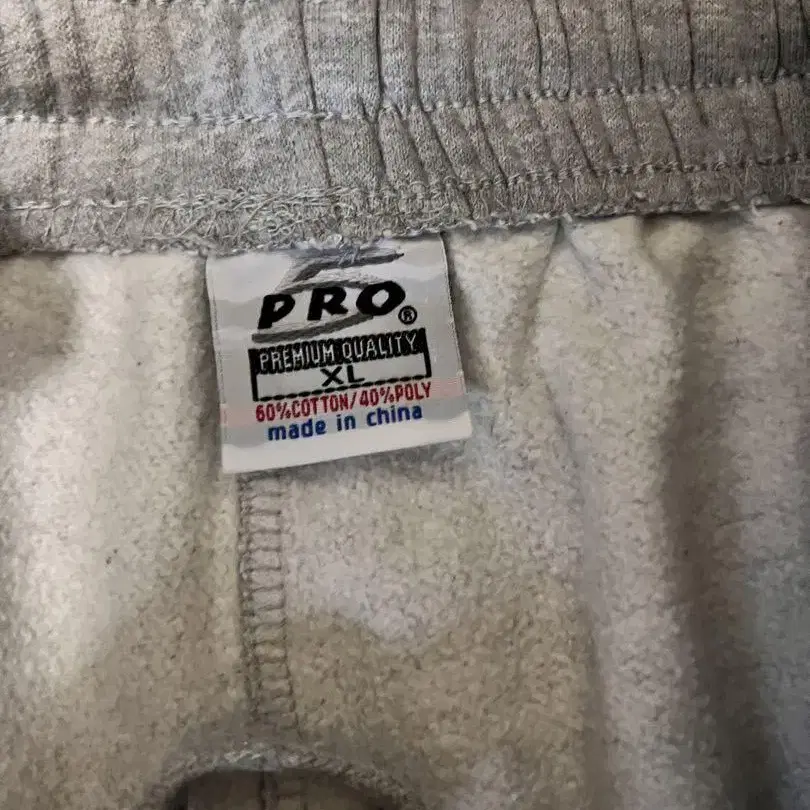 PRO®
PREMIUM QUALITY
XL
60%COTTON/40%POLY
made in china